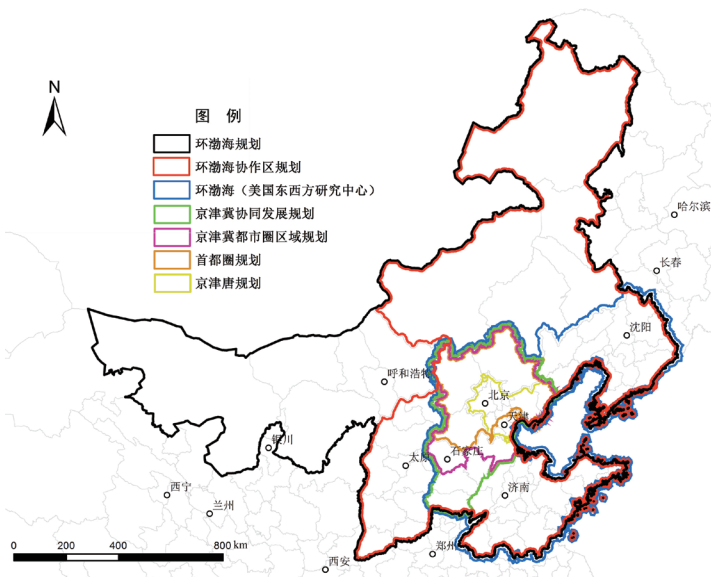 N
图 例
环渤海规划
环渤海协作区规划
环渤海（美国东西方研究中心）
京津冀协同发展规划
京津冀都市圈区域规划
首都圈规划
京津唐规划
哈尔滨
长春
沈阳
呼和浩特
北京
天津
银川
太原
石家庄
西宁
济南
兰州
郑州
西安
0 200 400 800 km